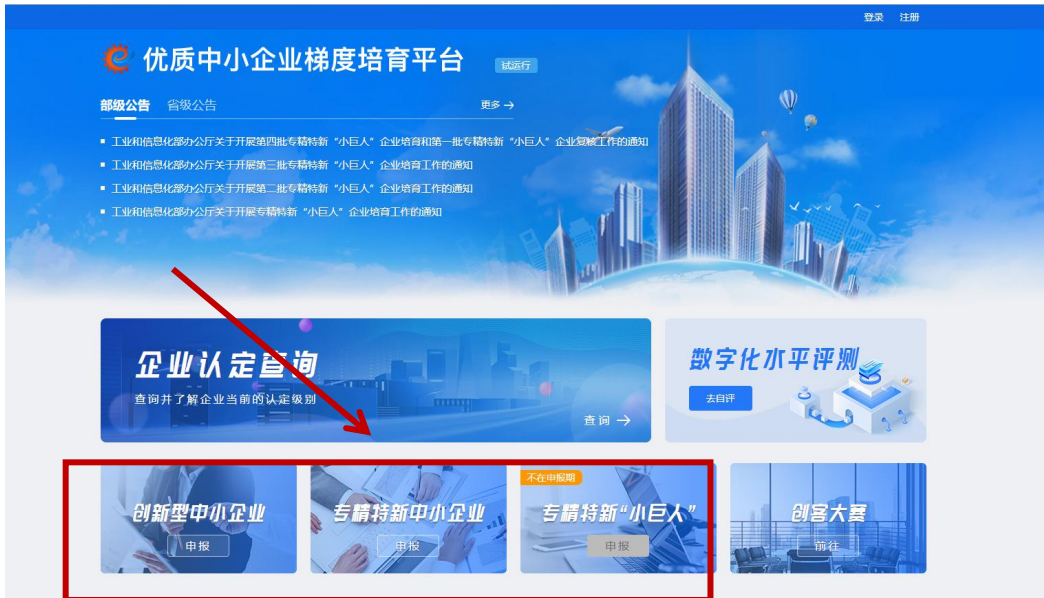 登录 注册
优质中小企业梯度培育平台 试运行
部级公告 省级公告 更多 →
工业和信息化部办公厅关于开展第四批专精特新“小巨人”企业培育和第一批专精特新“小巨人”企业复核工作的通知
工业和信息化部办公厅关于开展第三批专精特新“小巨人”企业培育工作的通知
工业和信息化部办公厅关于开展第二批专精特新“小巨人”企业培育工作的通知
工业和信息化部办公厅关于开展专精特新“小巨人”企业培育工作的通知
企业认定查询
查询并了解企业当前的认定级别
查询 →
数字化水平评测
去自评
创新型中小企业
申报
专精特新中小企业
申报
不在申报期
专精特新“小巨人”
申报
创客大赛
前往